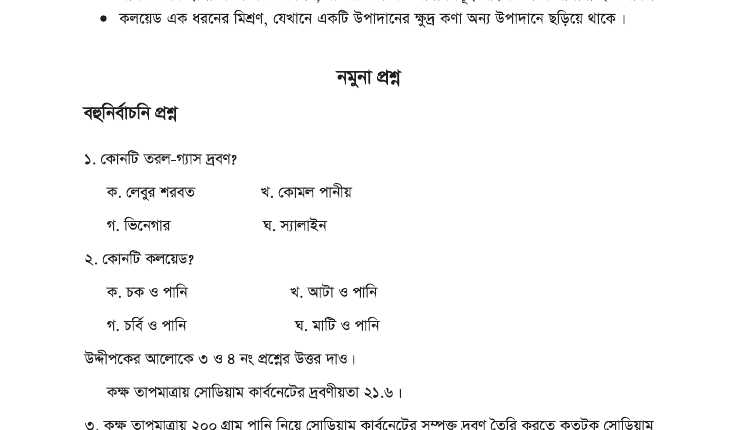 • কলয়েড এক ধরনের মিশ্রণ, যেখানে একটি উপাদানের ক্ষুদ্র কণা অন্য উপাদানে ছড়িয়ে থাকে।
নমুনা প্রশ্ন
বহুনির্বাচনি প্রশ্ন
১. কোনটি তরল-গ্যাস দ্রবণ?
ক. লেবুর শরবত খ. কোমল পানীয়
গ. ভিনেগার ঘ. স্যালাইন
২. কোনটি কলয়েড?
ক. চক ও পানি খ. আটা ও পানি
গ. চর্বি ও পানি ঘ. মাটি ও পানি
উদ্দীপকের আলোকে ৩ ও ৪ নং প্রশ্নের উত্তর দাও।
কক্ষ তাপমাত্রায় সোডিয়াম কার্বনেটের দ্রবণীয়তা ২১.৬।
৩. কক্ষ তাপমাত্রায় ২০০ গ্রাম পানি নিয়ে সোডিয়াম কার্বনেটের সম্পৃক্ত দ্রবণ তৈরি করতে কতটুকু সোডিয়াম